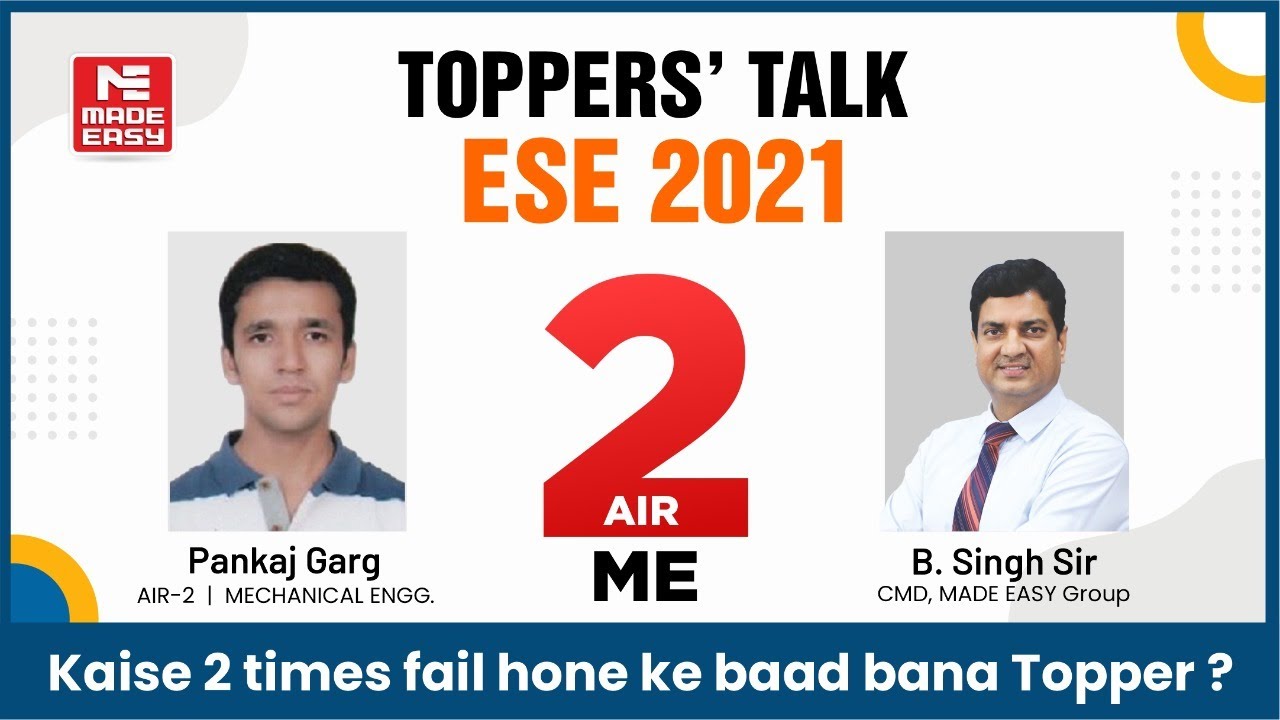 ME
MADE
EASY
TOPPERS’ TALK
ESE 2021
2
AIR
ME
Pankaj Garg
AIR-2 | MECHANICAL ENGG.
B. Singh Sir
CMD, MADE EASY Group
Kaise 2 times fail hone ke baad bana Topper ?